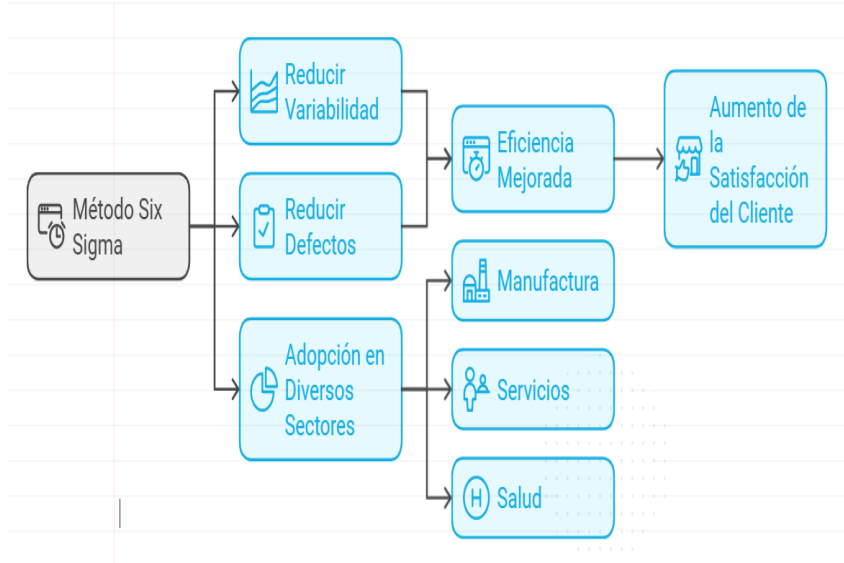 Método Six
Sigma
Reducir
Variabilidad
Reducir
Defectos
Adopción en
Diversos
Sectores
Eficiencia
Mejorada
Manufactura
Servicios
H
Salud
Aumento de
la
Satisfacción
del Cliente